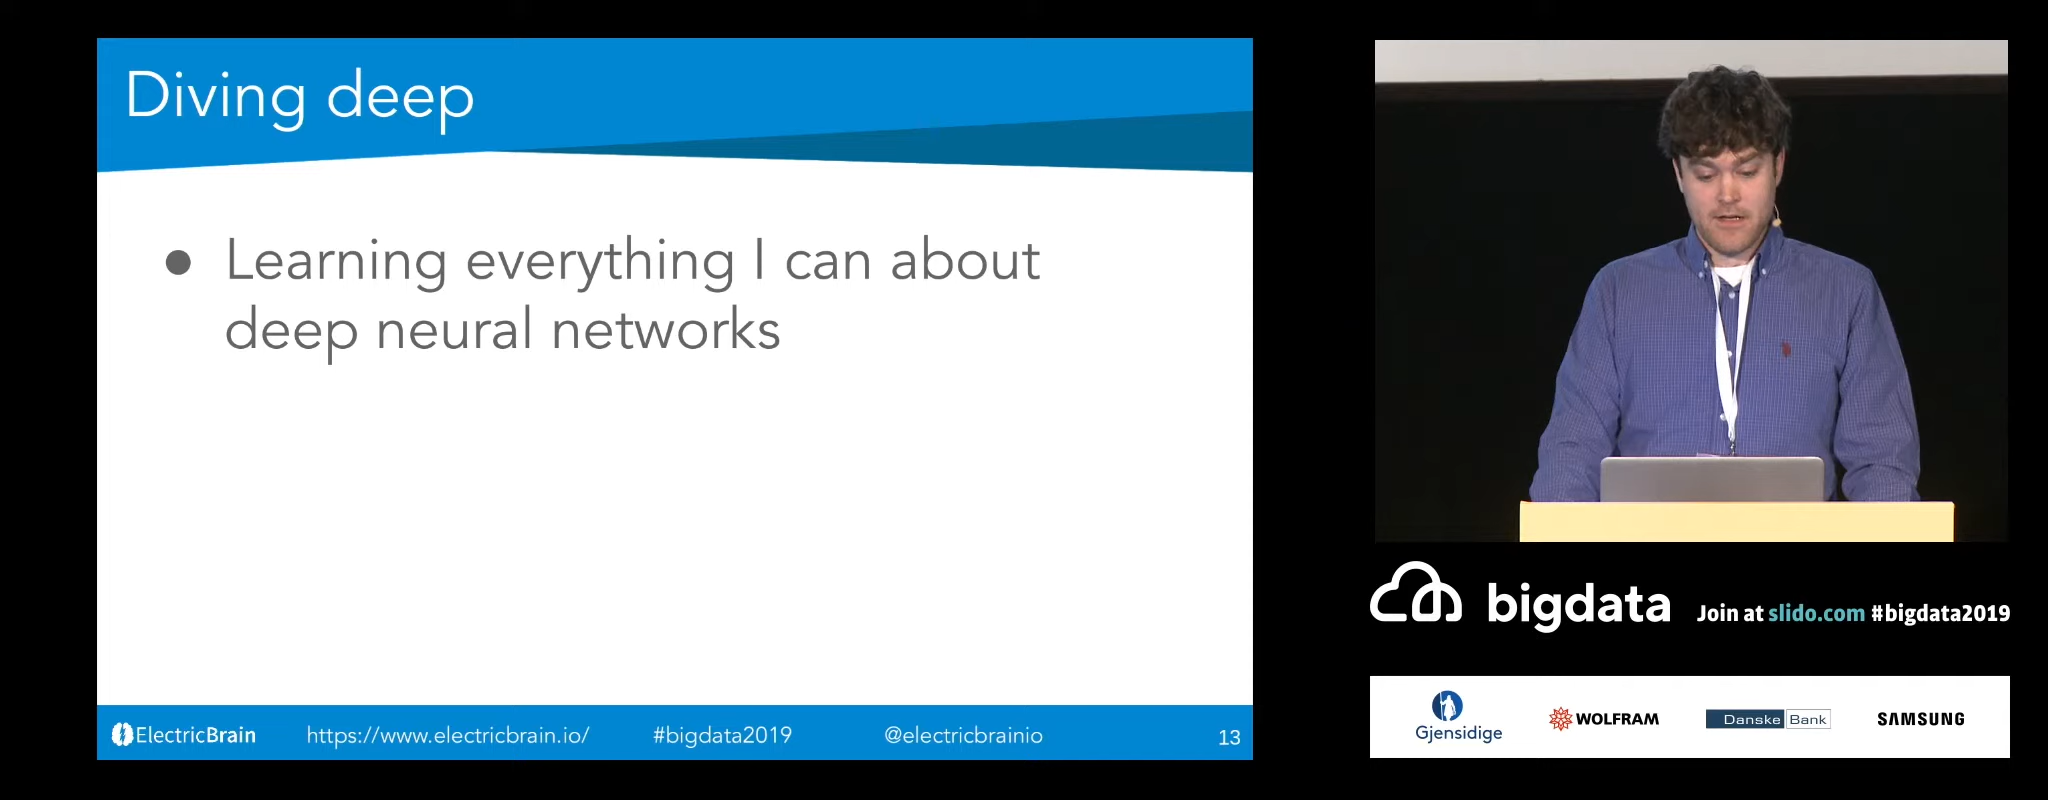 Diving deep
● Learning everything I can about
deep neural networks
ElectricBrain https://www.electricbrain.io/ #bigdata2019 @electricbrainio 13
bigdata Join at slido.com #bigdata2019
Gjensidige WOLFRAM Danske Bank SAMSUNG